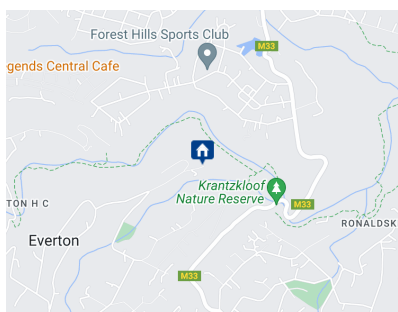 Forest Hills Sports Club
M33
gends Central Cafe
Krantzkloof
Nature Reserve
M33
TON H C
RONALDSK
Everton
M33